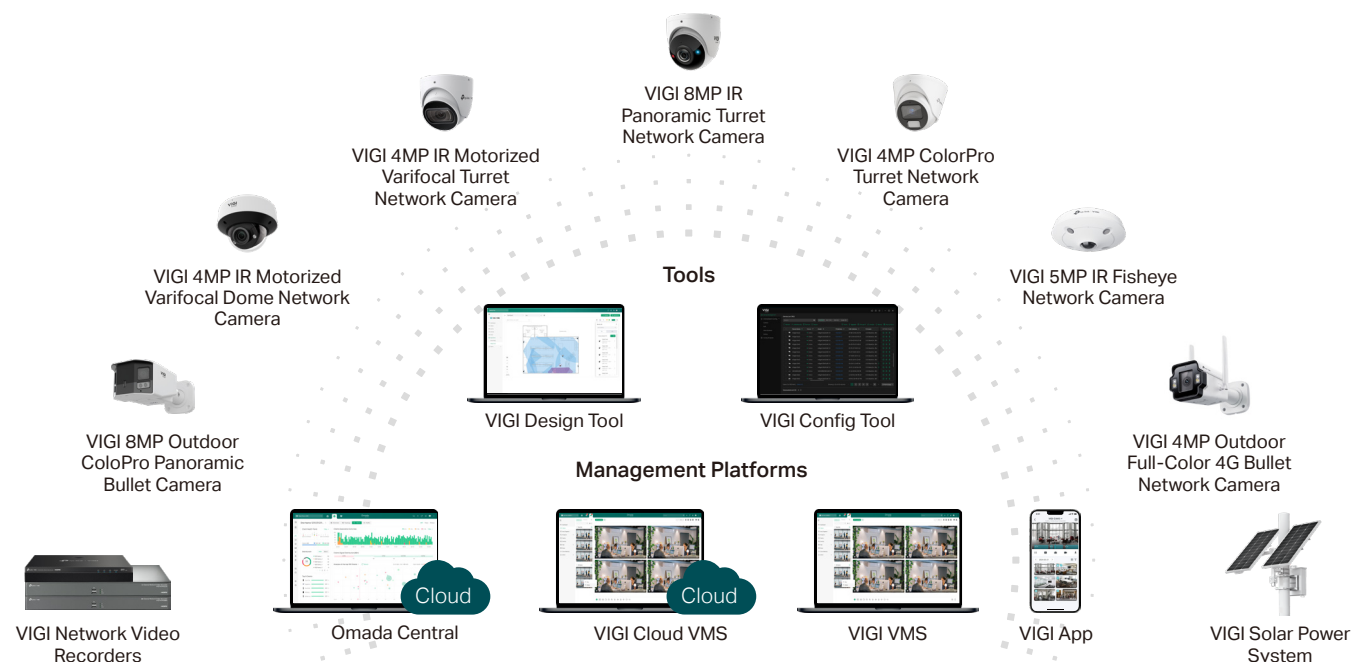 VIGI 8MP IR
Panoramic Turret
Network Camera
VIGI 4MP IR Motorized
Varifocal Turret
Network Camera
VIGI 4MP ColorPro
Turret Network
Camera
VIGI 4MP IR Motorized
Varifocal Dome Network
Camera
VIGI 5MP IR Fisheye
Network Camera
Tools
VIGI Design Tool
VIGI Config Tool
VIGI 8MP Outdoor
ColoPro Panoramic
Bullet Camera
VIGI 4MP Outdoor
Full-Color 4G Bullet
Network Camera
Management Platforms
Cloud
Cloud
VIGI Network Video
Recorders
Omada Central
VIGI Cloud VMS
VIGI VMS
VIGI App
VIGI Solar Power
System